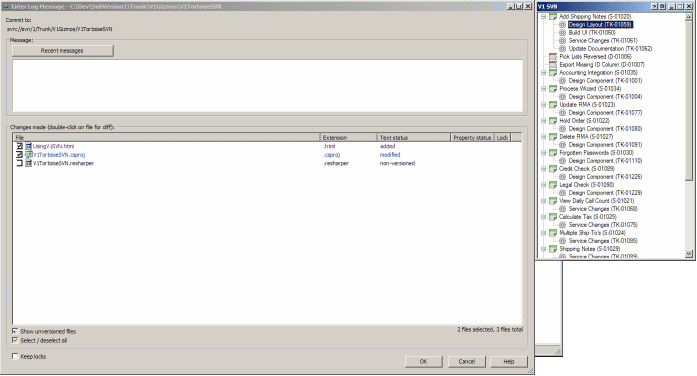 Enter Log Message - C:\Dev\SubVersion1\Trunk\V1Gizmos\V1TortoiseSVN
Commit to:
svn://svn/1/Trunk/V1Gizmos/V1TortoiseSVN
Message:
Recent messages
Changes made (double-click on file for diff):
File Extension Text status Property status Lock
UsingV1SVN.html .html added
V1TortoiseSVN.csproj .csproj modified
V1TortoiseSVN.resharper .resharper non-versioned
Show unversioned files
2 files selected, 3 files total
Select / deselect all
Keep locks
OK Cancel Help
V1 SVN
Add Shipping Notes (S-01020)
Design Layout (TK-01059)
Build UI (TK-01060)
Service Changes (TK-01061)
Update Documentation (TK-01062)
Pick Lists Reversed (D-01006)
Export Missing ID Column (D-01007)
Accounting Integration (S-01035)
Design Component (TK-01001)
Process Wizard (S-01034)
Design Component (TK-01004)
Update RMA (S-01023)
Design Component (TK-01077)
Hold Order (S-01022)
Design Component (TK-01080)
Delete RMA (S-01027)
Design Component (TK-01091)
Forgotten Passwords (S-01030)
Design Component (TK-01110)
Credit Check (S-01089)
Design Component (TK-01226)
Legal Check (S-01090)
Design Component (TK-01229)
View Daily Call Count (S-01021)
Service Changes (TK-01068)
Calculate Tax (S-01025)
Service Changes (TK-01075)
Multiple Ship-To's (S-01024)
Service Changes (TK-01085)
Shipping Notes (S-01029)
Service Changes (TK-01089)